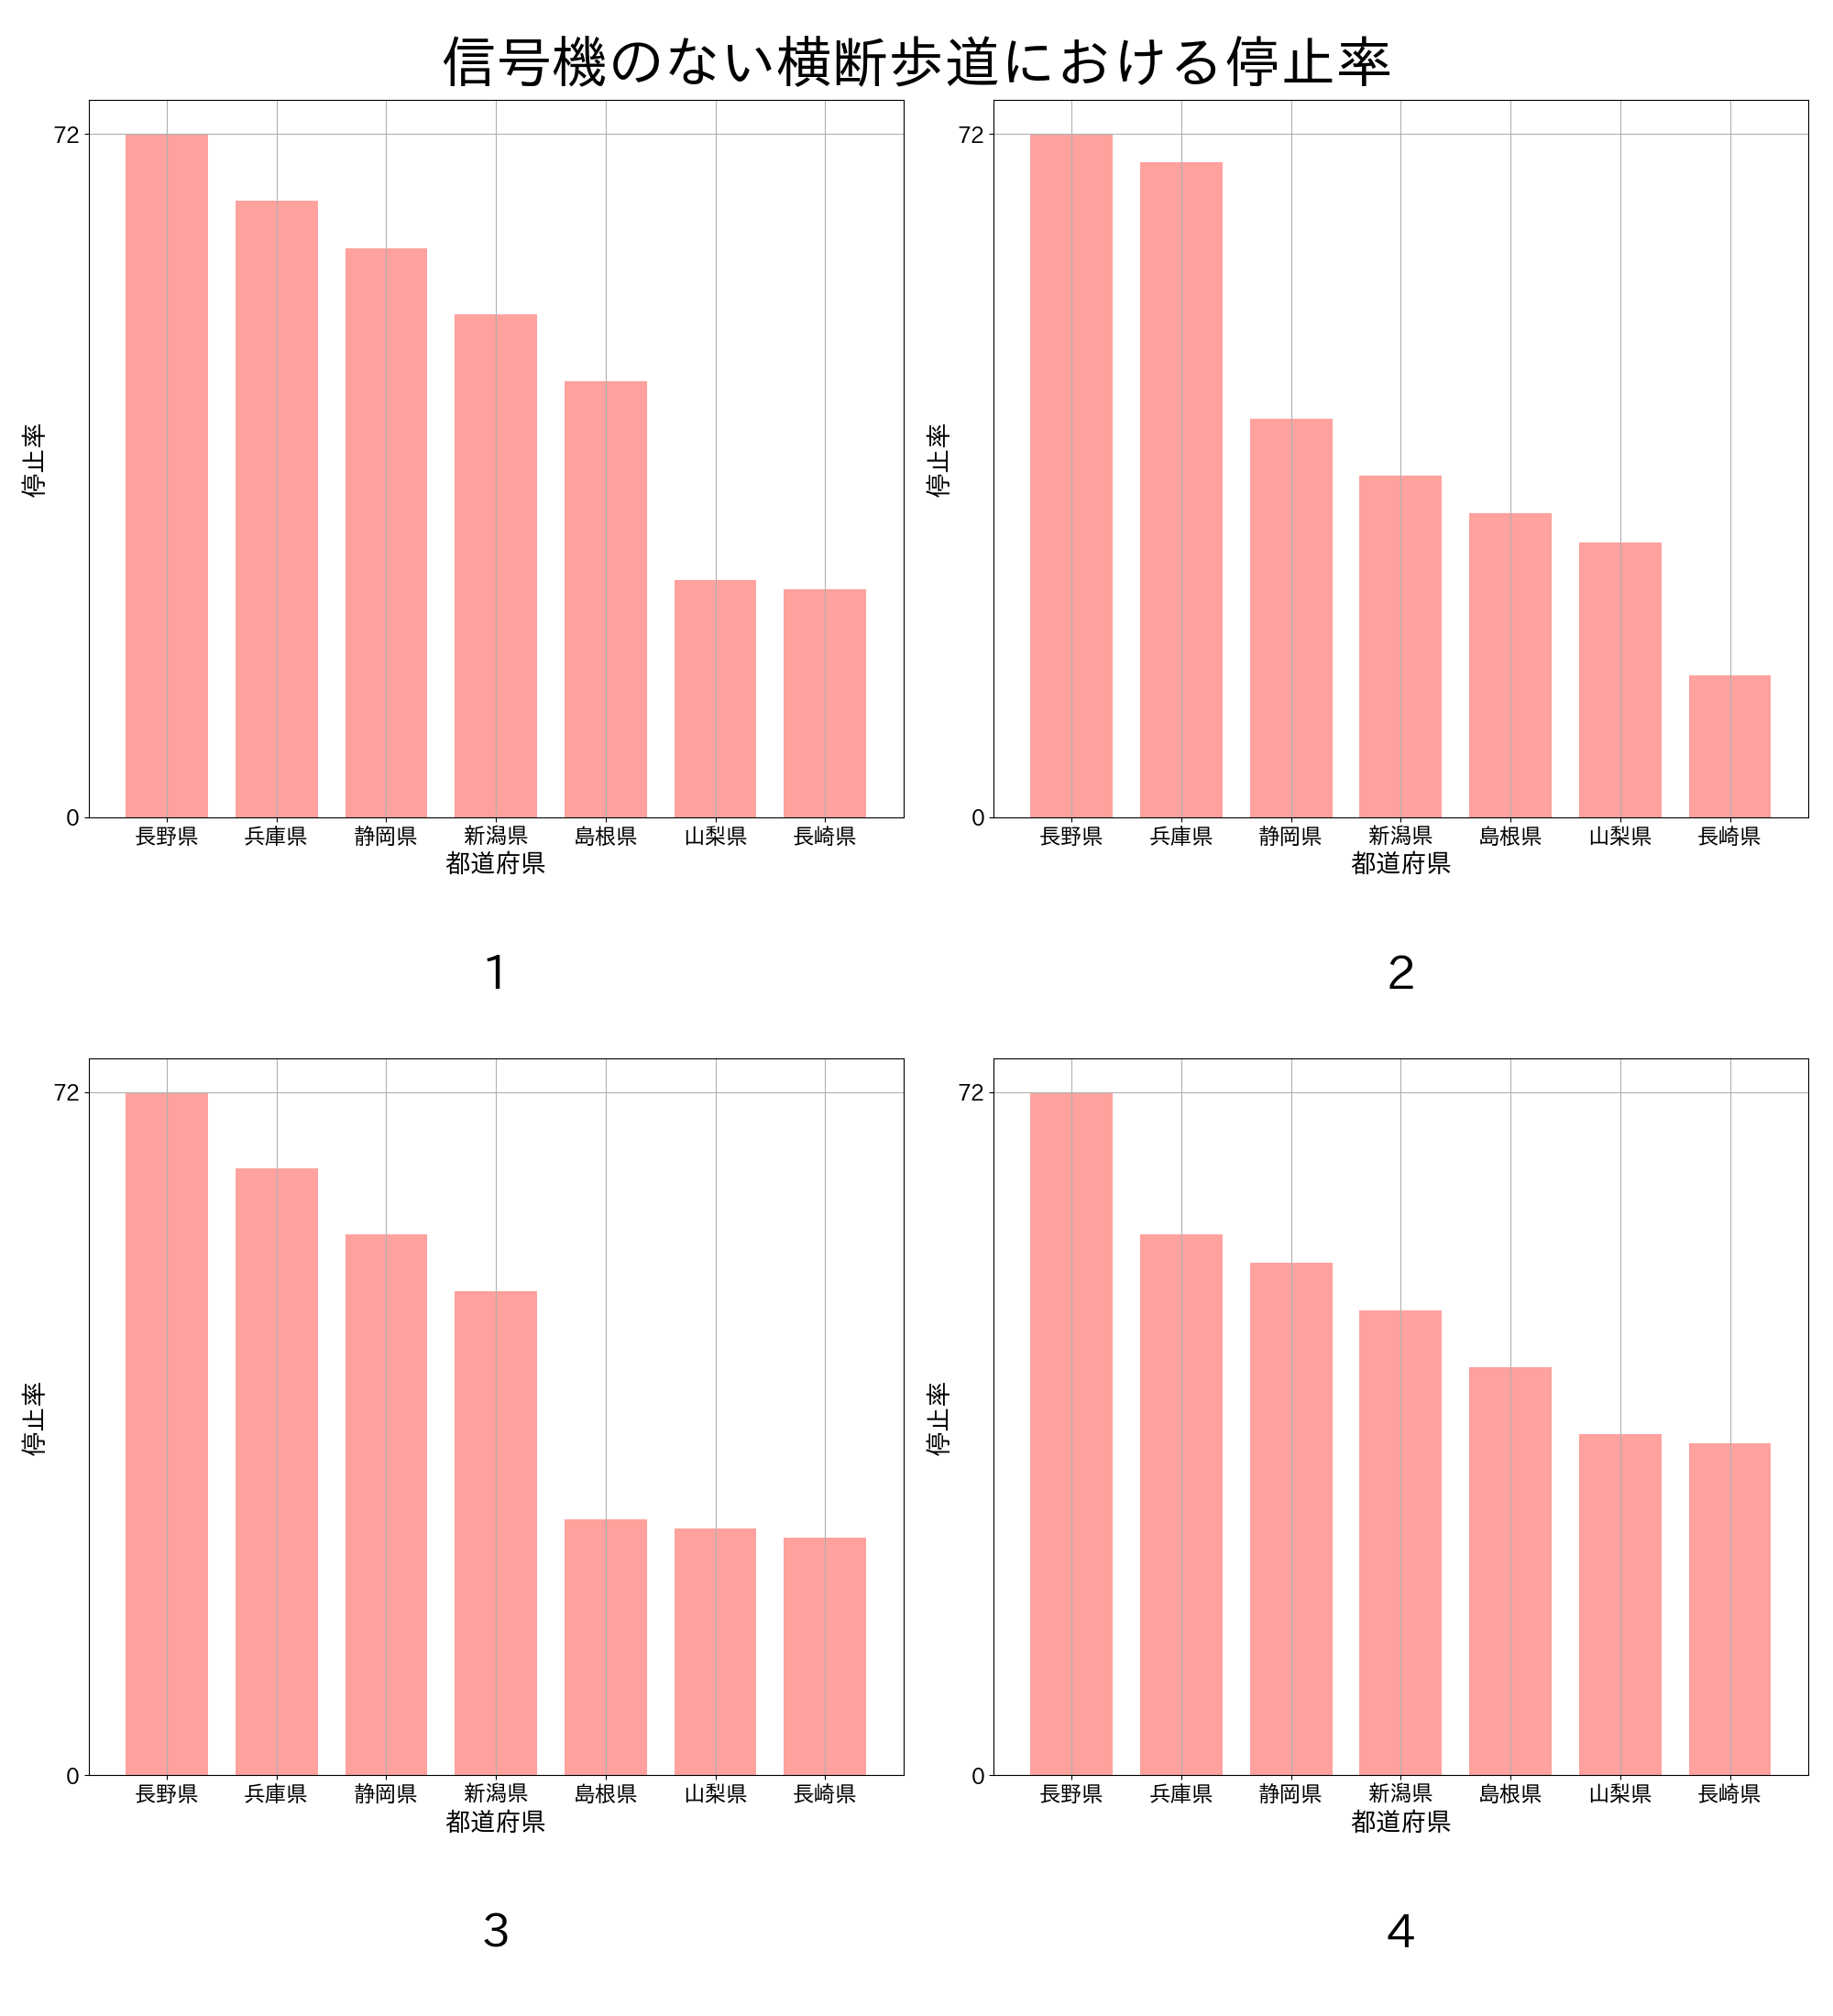 信号機のない横断歩道における停止率
72
0
停止率
長野県 兵庫県 静岡県 新潟県 島根県 山梨県 長崎県
都道府県
1
72
0
停止率
長野県 兵庫県 静岡県 新潟県 島根県 山梨県 長崎県
都道府県
2
72
0
停止率
長野県 兵庫県 静岡県 新潟県 島根県 山梨県 長崎県
都道府県
3
72
0
停止率
長野県 兵庫県 静岡県 新潟県 島根県 山梨県 長崎県
都道府県
4